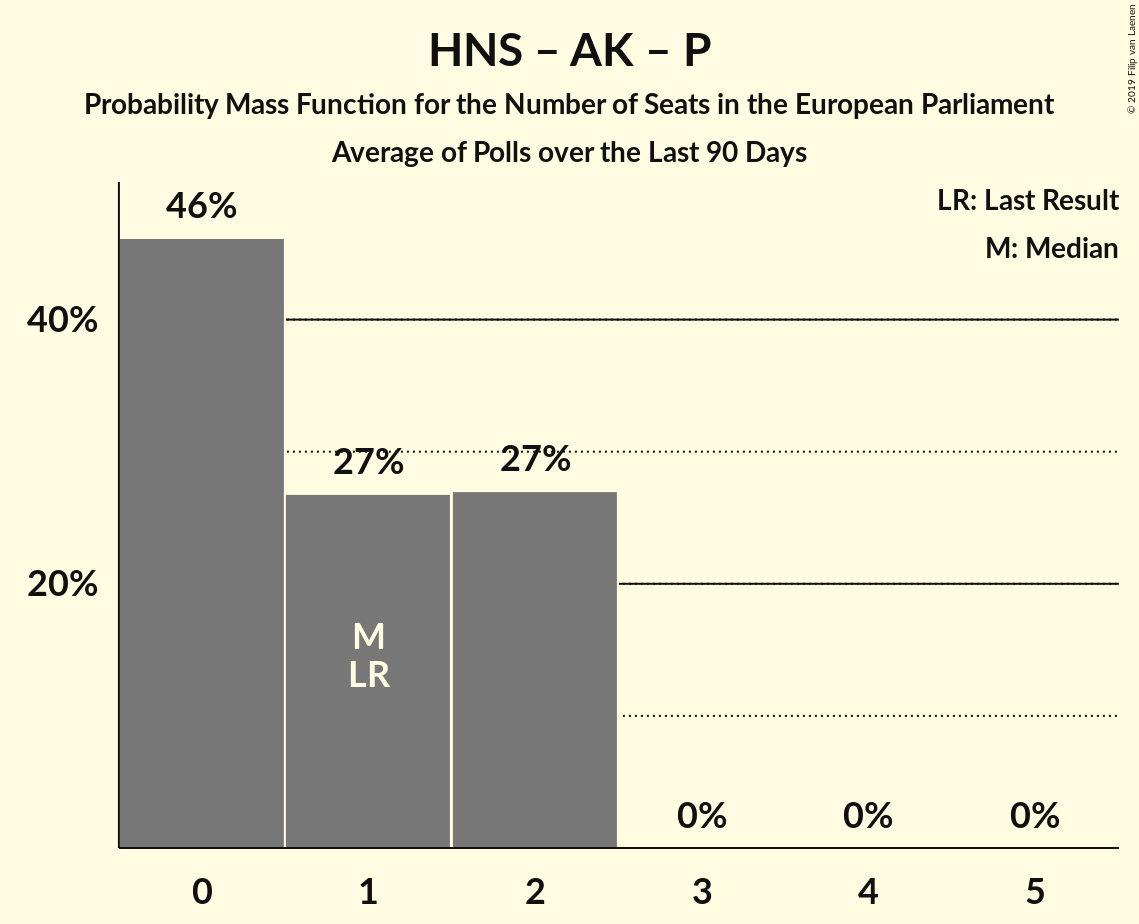 HNS – AK – P
Probability Mass Function for the Number of Seats in the European Parliament
Average of Polls over the Last 90 Days
© 2019 Filip van Laenen
LR: Last Result
M: Median
46%
40%
27%
27%
20%
M
LR
0%
0%
0%
0
1
2
3
4
5